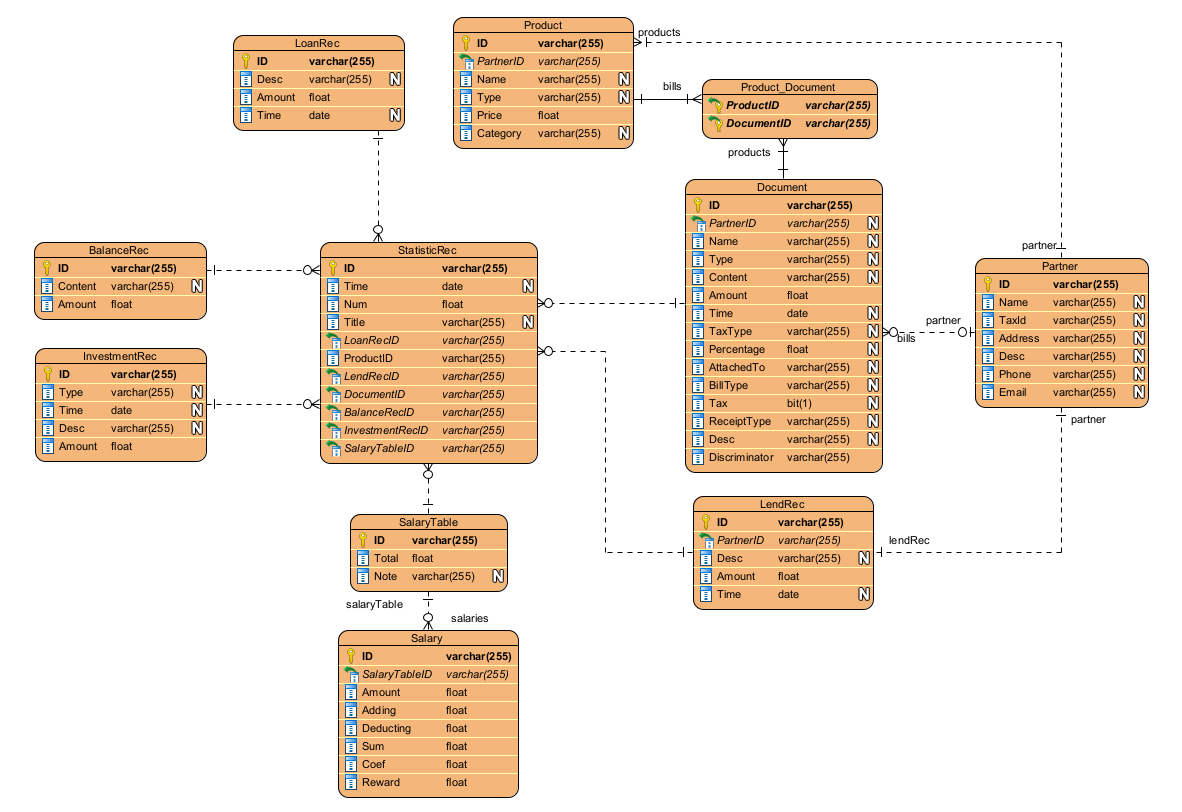 LoanRec
ID varchar(255)
Desc varchar(255) N
Amount float
Time date N
Product
ID varchar(255)
PartnerID varchar(255)
Name varchar(255) N
Type varchar(255) N
Price float
Category varchar(255) N
products
bills
Product_Document
ProductID varchar(255)
DocumentID varchar(255)
products
Document
ID varchar(255)
PartnerID varchar(255) N
Name varchar(255) N
Type varchar(255) N
Content varchar(255) N
Amount float
Time date N
TaxType varchar(255) N
Percentage float N
AttachedTo varchar(255) N
BillType varchar(255) N
Tax bit(1) N
ReceiptType varchar(255) N
Desc varchar(255) N
Discriminator varchar(255)
partner
Partner
ID varchar(255)
Name varchar(255) N
TaxId varchar(255) N
Address varchar(255) N
Desc varchar(255) N
Phone varchar(255) N
Email varchar(255) N
partner
bills
partner
BalanceRec
ID varchar(255)
Content varchar(255) N
Amount float
StatisticRec
ID varchar(255)
Time date N
Num float
Title varchar(255) N
LoanRecID varchar(255)
ProductID varchar(255)
LendRecID varchar(255)
DocumentID varchar(255)
BalanceRecID varchar(255)
InvestmentRecID varchar(255)
SalaryTableID varchar(255)
InvestmentRec
ID varchar(255)
Type varchar(255) N
Time date N
Desc varchar(255) N
Amount float
LendRec
ID varchar(255)
PartnerID varchar(255)
Desc varchar(255) N
Amount float
Time date N
lendRec
SalaryTable
ID varchar(255)
Total float
Note varchar(255) N
salaryTable
salaries
Salary
ID varchar(255)
SalaryTableID varchar(255)
Amount float
Adding float
Deducting float
Sum float
Coef float
Reward float